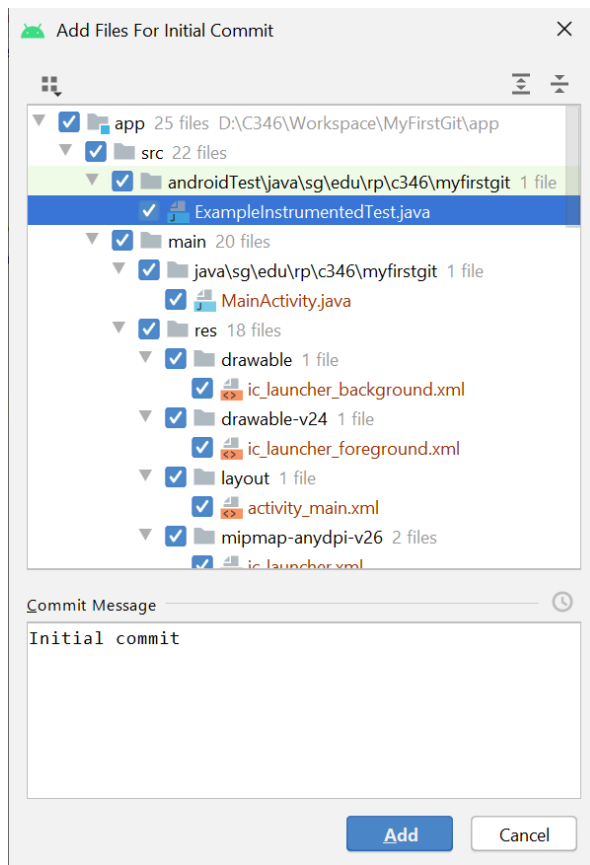 Add Files For Initial Commit
app 25 files D:\C346\Workspace\MyFirstGit\app
src 22 files
androidTest\java\sg\edu\rp\c346\myfirstgit 1 file
ExampleInstrumentedTest.java
main 20 files
java\sg\edu\rp\c346\myfirstgit 1 file
MainActivity.java
res 18 files
drawable 1 file
ic_launcher_background.xml
drawable-v24 1 file
ic_launcher_foreground.xml
layout 1 file
activity_main.xml
mipmap-anydpi-v26 2 files
ic_launcher.xml
Commit Message
Initial commit
Add Cancel